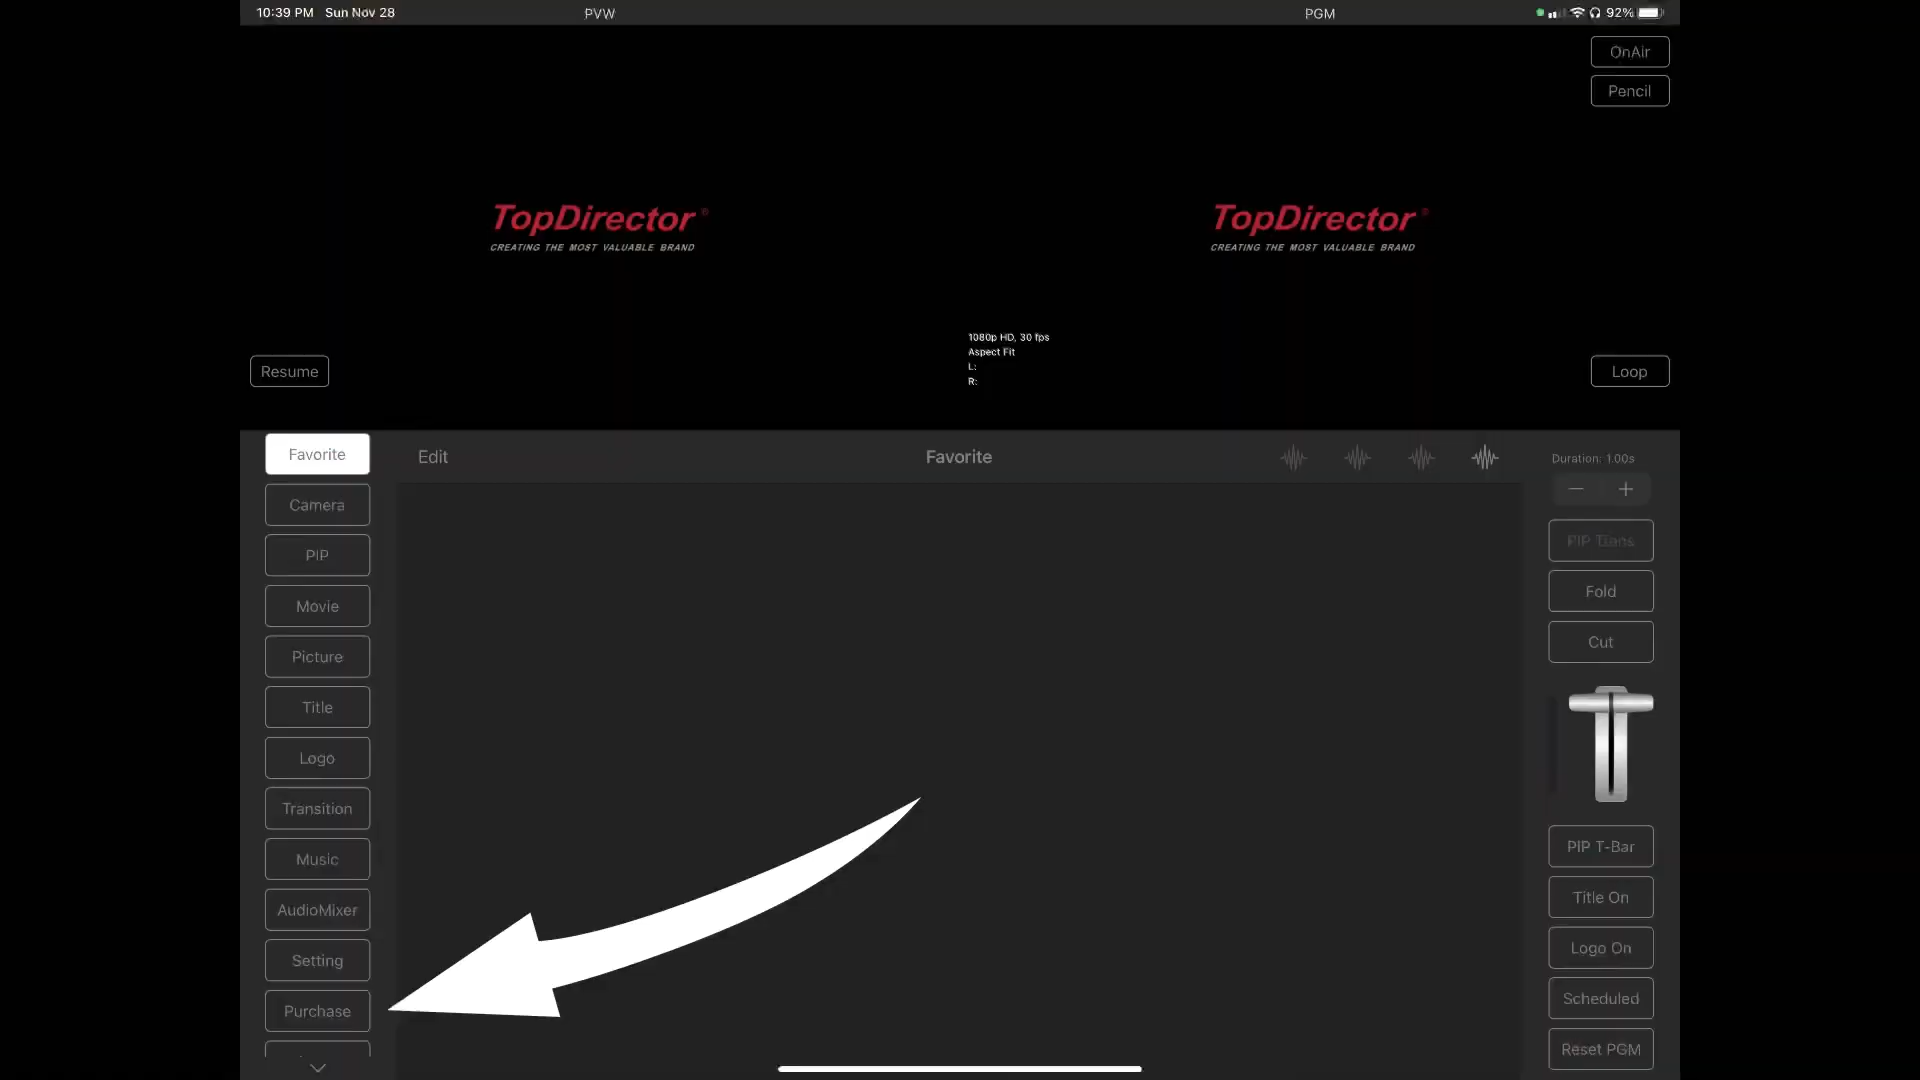 10:39 PM Sun Nov 28
PVW
PGM
92%
OnAir
Pencil
TopDirector®
CREATING THE MOST VALUABLE BRAND
TopDirector®
CREATING THE MOST VALUABLE BRAND
1080p HD, 30 fps
Aspect Fit
L:
R:
Resume
Loop
Favorite
Camera
PIP
Movie
Picture
Title
Logo
Transition
Music
AudioMixer
Setting
Purchase
Edit
Favorite
Duration: 1.00s
PIP Trans
Fold
Cut
PIP T-Bar
Title On
Logo On
Scheduled
Reset PGM